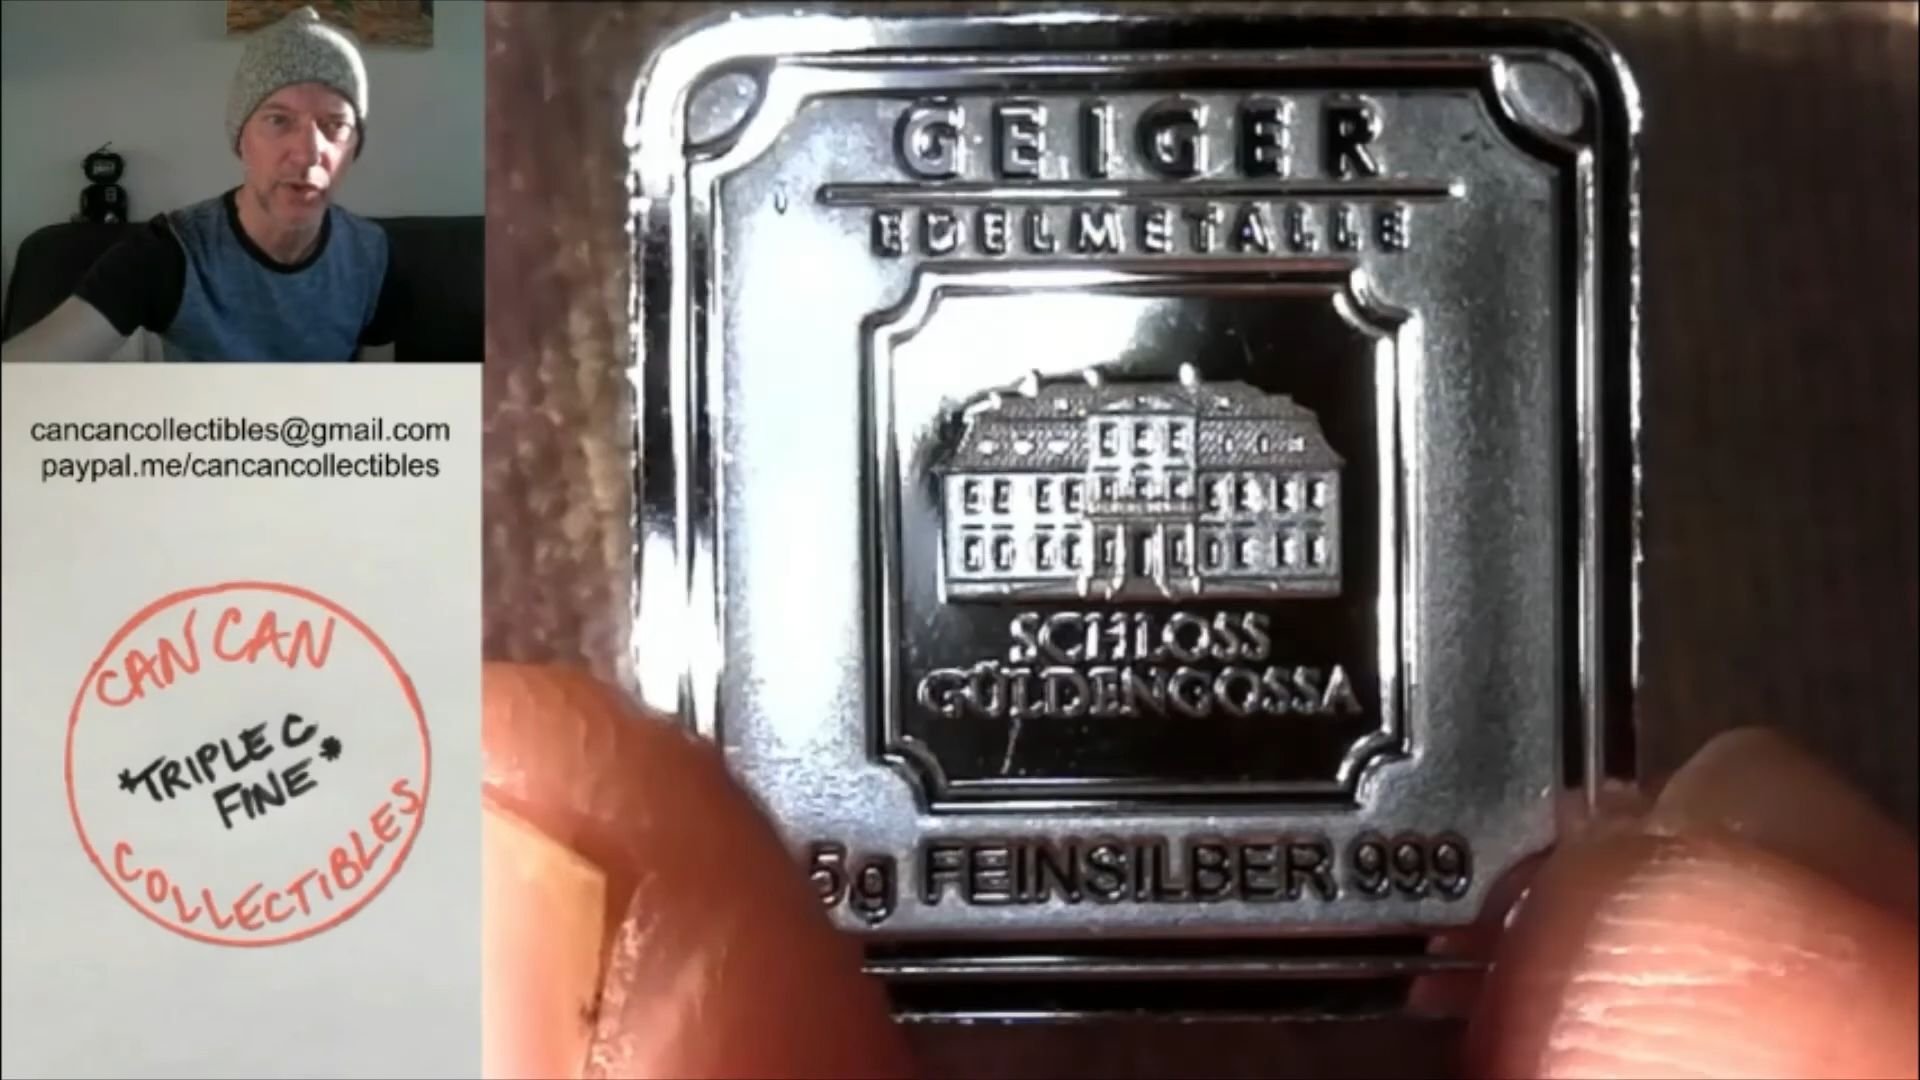 cancancollectibles@gmail.com
paypal.me/cancancollectibles
CAN CAN
*TRIPLE C
FINE*
COLLECTIBLES
GEIGER
EDELMETALLE
SCHLOSS
GÜLDENGOSSA
5g FEINSILBER 999